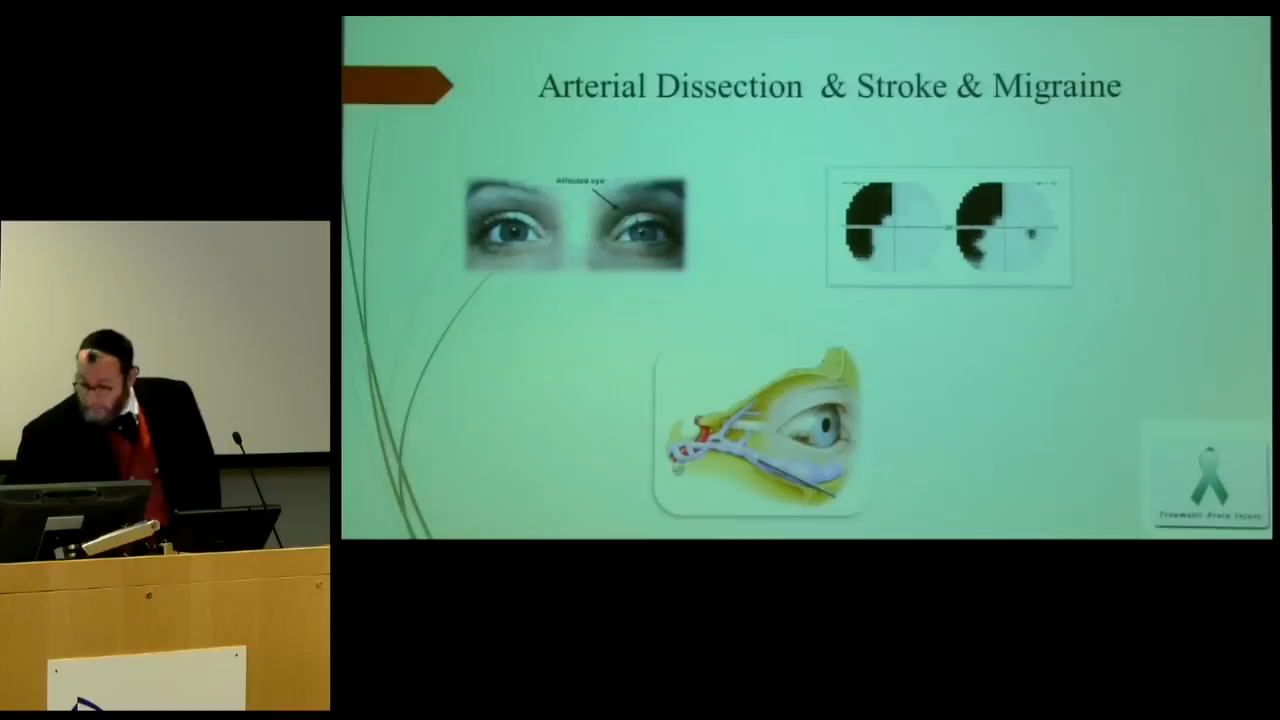 Arterial Dissection & Stroke & Migraine
Affected eye
Traumatic Brain Injury